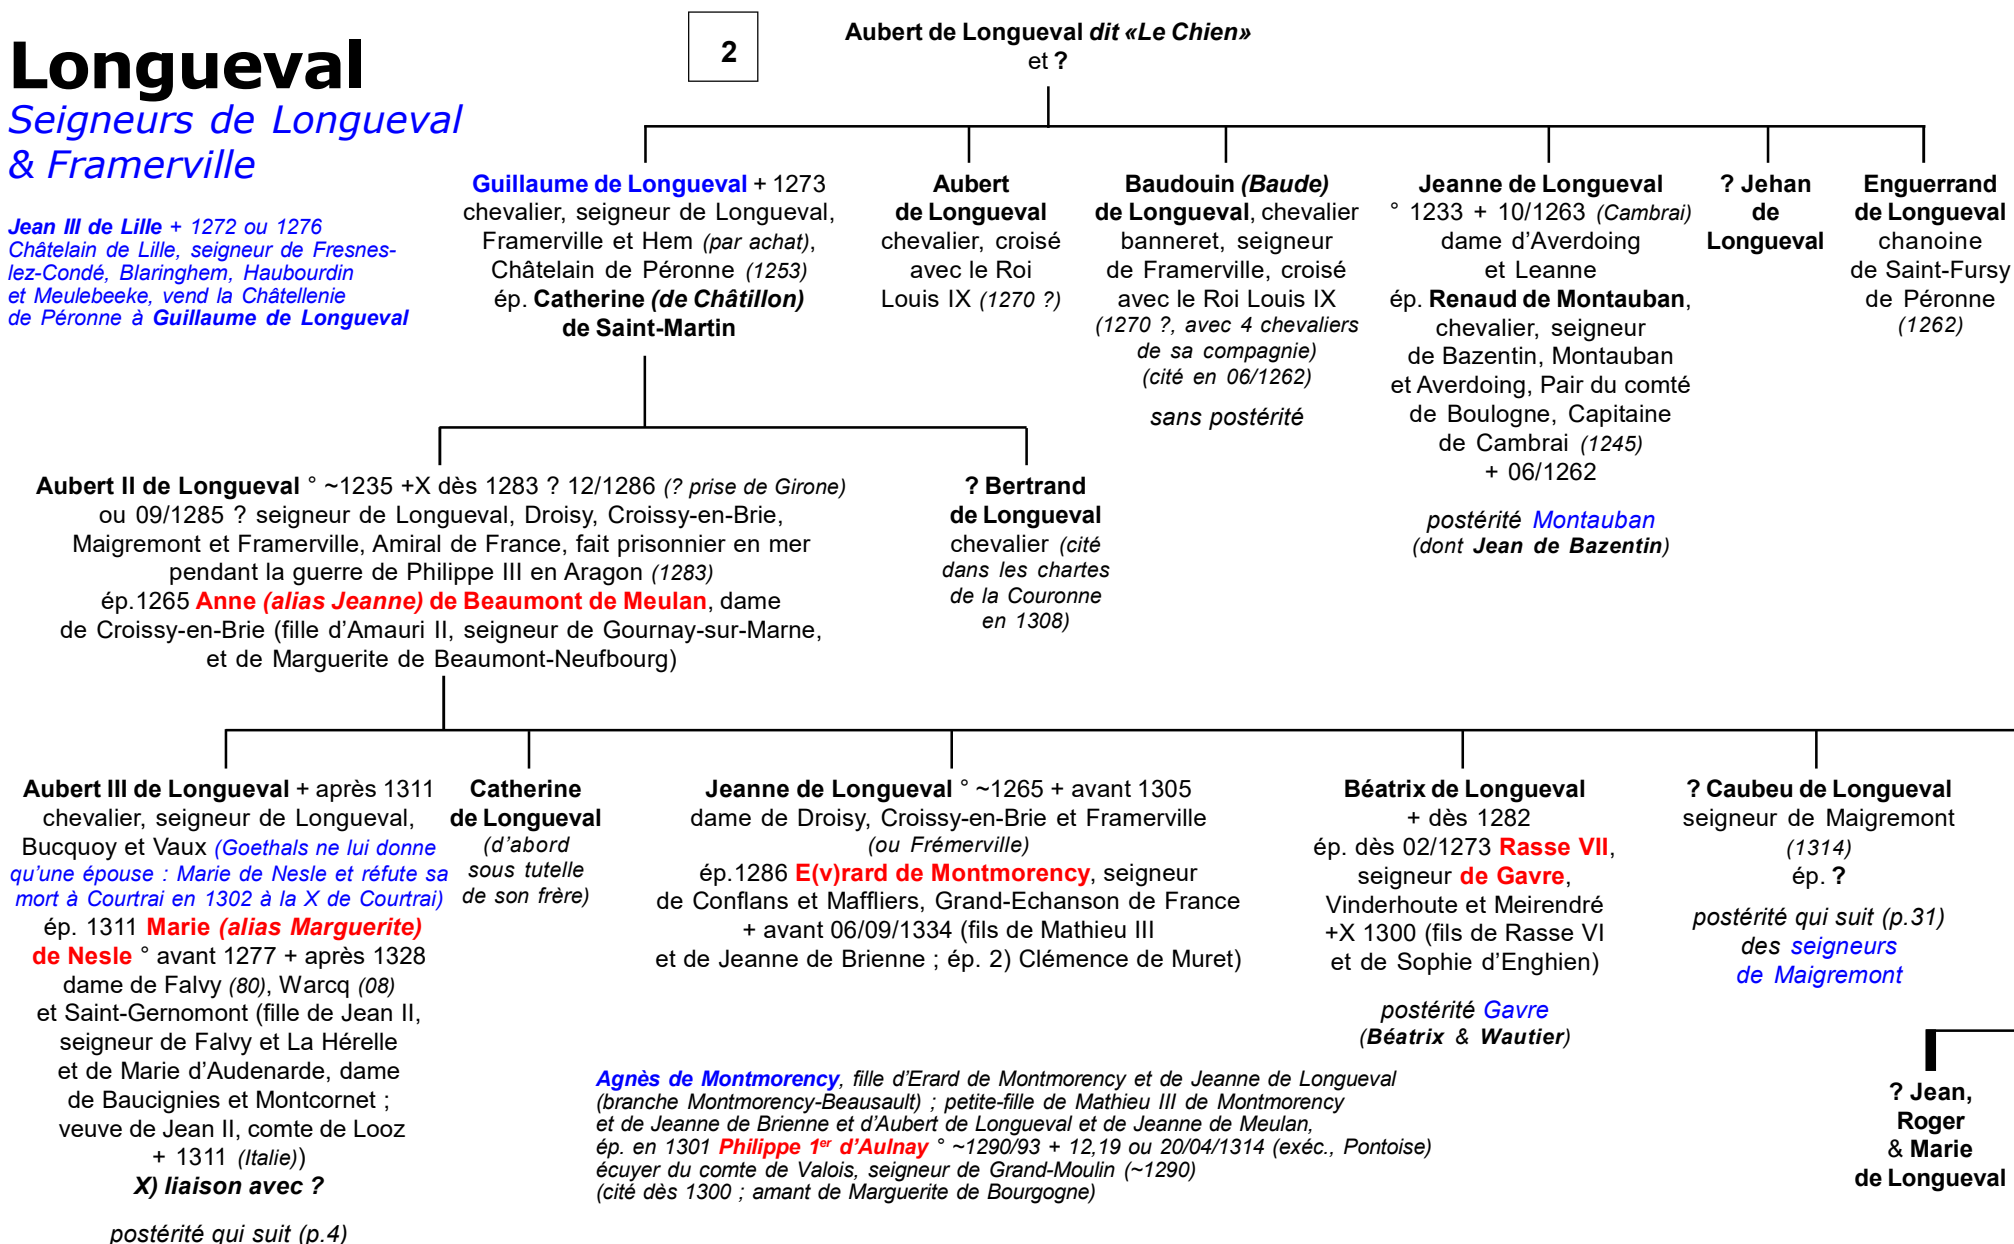 Longueval
Seigneurs de Longueval
& Framerville
Jean III de Lille + 1272 ou 1276
Châtelain de Lille, seigneur de Fresnes-
lez-Condé, Blaringhem, Haubourdin
et Meulebeeke, vend la Châtellenie
de Péronne à Guillaume de Longueval
2
Aubert de Longueval dit «Le Chien»
et ?
Guillaume de Longueval + 1273
chevalier, seigneur de Longueval,
Framerville et Hem (par achat),
Châtelain de Péronne (1253)
ép. Catherine (de Châtillon)
de Saint-Martin
Aubert
de Longueval
chevalier, croisé
avec le Roi
Louis IX (1270 ?)
Baudouin (Baude)
de Longueval, chevalier
banneret, seigneur
de Framerville, croisé
avec le Roi Louis IX
(1270 ?, avec 4 chevaliers
de sa compagnie)
(cité en 06/1262)
sans postérité
Jeanne de Longueval
° 1233 + 10/1263 (Cambrai)
dame d’Averdoing
et Leanne
ép. Renaud de Montauban,
chevalier, seigneur
de Bazentin, Montauban
et Averdoing, Pair du comté
de Boulogne, Capitaine
de Cambrai (1245)
+ 06/1262
postérité Montauban
(dont Jean de Bazentin)
? Jehan
de
Longueval
Enguerrand
de Longueval
chanoine
de Saint-Fursy
de Péronne
(1262)
Aubert II de Longueval ° ~1235 +X dès 1283 ? 12/1286 (? prise de Girone)
ou 09/1285 ? seigneur de Longueval, Droisy, Croissy-en-Brie,
Maigremont et Framerville, Amiral de France, fait prisonnier en mer
pendant la guerre de Philippe III en Aragon (1283)
ép.1265 Anne (alias Jeanne) de Beaumont de Meulan, dame
de Croissy-en-Brie (fille d’Amauri II, seigneur de Gournay-sur-Marne,
et de Marguerite de Beaumont-Neufbourg)
? Bertrand
de Longueval
chevalier (cité
dans les chartes
de la Couronne
en 1308)
Aubert III de Longueval + après 1311
chevalier, seigneur de Longueval,
Bucquoy et Vaux (Goethals ne lui donne
qu’une épouse : Marie de Nesle et réfute sa
mort à Courtrai en 1302 à la X de Courtrai)
ép. 1311 Marie (alias Marguerite)
de Nesle ° avant 1277 + après 1328
dame de Falvy (80), Warcq (08)
et Saint-Gernomont (fille de Jean II,
seigneur de Falvy et La Hérelle
et de Marie d’Audenarde, dame
de Baucignies et Montcornet ;
veuve de Jean II, comte de Looz
+ 1311 (Italie))
X) liaison avec ?
postérité qui suit (p.4)
Catherine
de Longueval
(d’abord
sous tutelle
de son frère)
Jeanne de Longueval ° ~1265 + avant 1305
dame de Droisy, Croissy-en-Brie et Framerville
(ou Frémerville)
ép.1286 E(v)rard de Montmorency, seigneur
de Conflans et Maffliers, Grand-Echanson de France
+ avant 06/09/1334 (fils de Mathieu III
et de Jeanne de Brienne ; ép. 2) Clémence de Muret)
Béatrix de Longueval
+ dès 1282
ép. dès 02/1273 Rasse VII,
seigneur de Gavre,
Vinderhoute et Meirendré
+X 1300 (fils de Rasse VI
et de Sophie d’Enghien)
postérité Gavre
(Béatrix & Wautier)
? Caubeu de Longueval
seigneur de Maigremont
(1314)
ép. ?
postérité qui suit (p.31)
des seigneurs
de Maigremont
Agnès de Montmorency, fille d’Erard de Montmorency et de Jeanne de Longueval
(branche Montmorency-Beausault) ; petite-fille de Mathieu III de Montmorency
et de Jeanne de Brienne et d’Aubert de Longueval et de Jeanne de Meulan,
ép. en 1301 Philippe 1er d’Aulnay ° ~1290/93 + 12,19 ou 20/04/1314 (exéc., Pontoise)
écuyer du comte de Valois, seigneur de Grand-Moulin (~1290)
(cité dès 1300 ; amant de Marguerite de Bourgogne)
? Jean,
Roger
& Marie
de Longueval